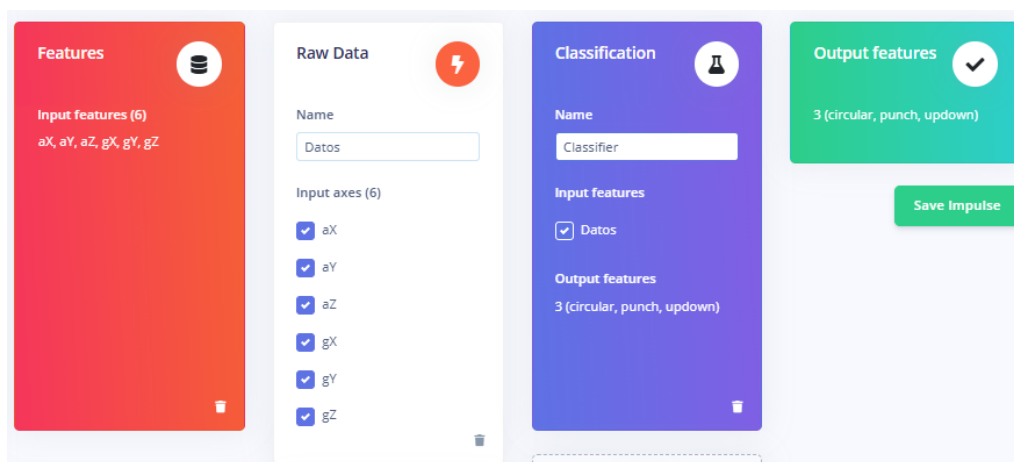 Features
Input features (6)
aX, aY, aZ, gX, gY, gZ
Raw Data
Name
Datos
Input axes (6)
aX
aY
aZ
gX
gY
gZ
Classification
Name
Classifier
Input features
Datos
Output features
3 (circular, punch, updown)
Output features
3 (circular, punch, updown)
Save Impulse